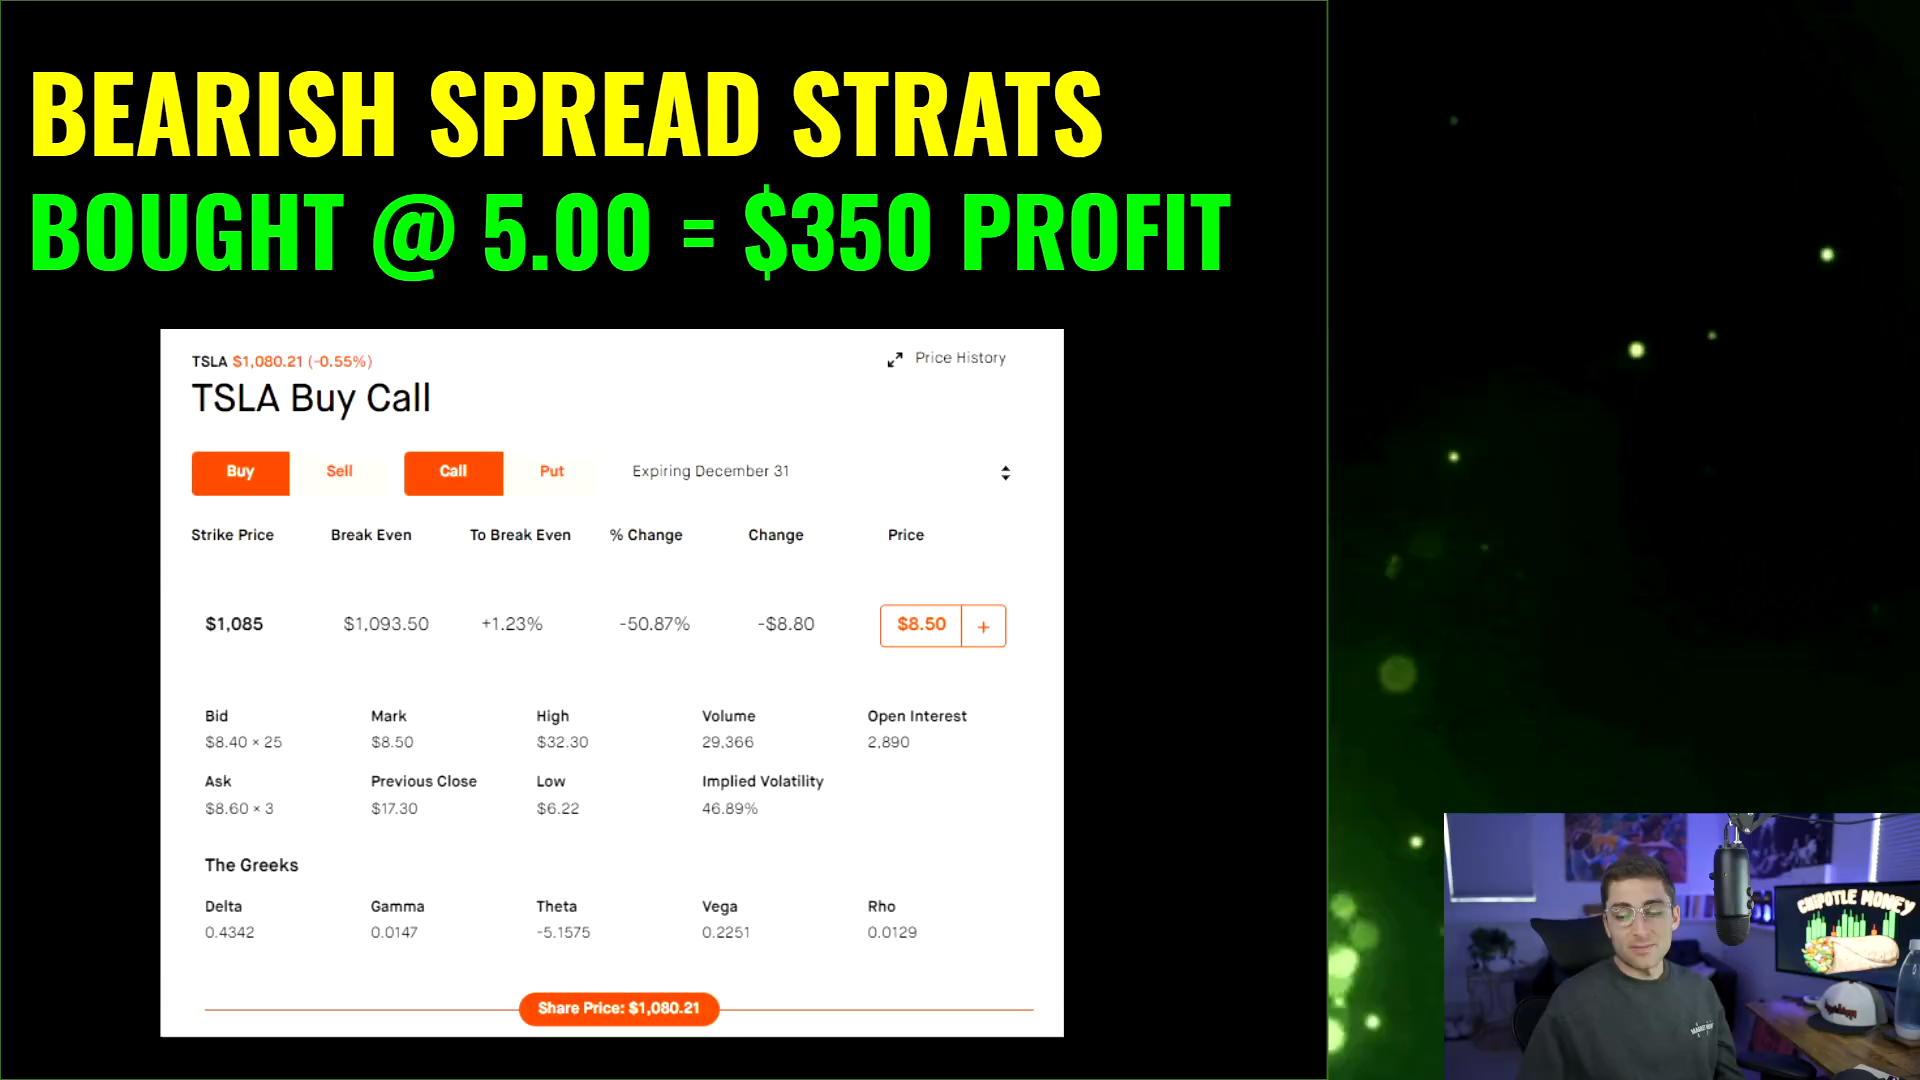 BEARISH SPREAD STRATS
BOUGHT @ 5.00 = $350 PROFIT
TSLA $1,080.21 (-0.55%)
Price History
TSLA Buy Call
Buy Sell Call Put Expiring December 31
Strike Price Break Even To Break Even % Change Change Price
$1,085 $1,093.50 +1.23% -50.87% -$8.80 $8.50 +
Bid Mark High Volume Open Interest
$8.40 × 25 $8.50 $32.30 29,366 2,890
Ask Previous Close Low Implied Volatility
$8.60 × 3 $17.30 $6.22 46.89%
The Greeks
Delta Gamma Theta Vega Rho
0.4342 0.0147 -5.1575 0.2251 0.0129
Share Price: $1,080.21
CHIPOTLE MONEY